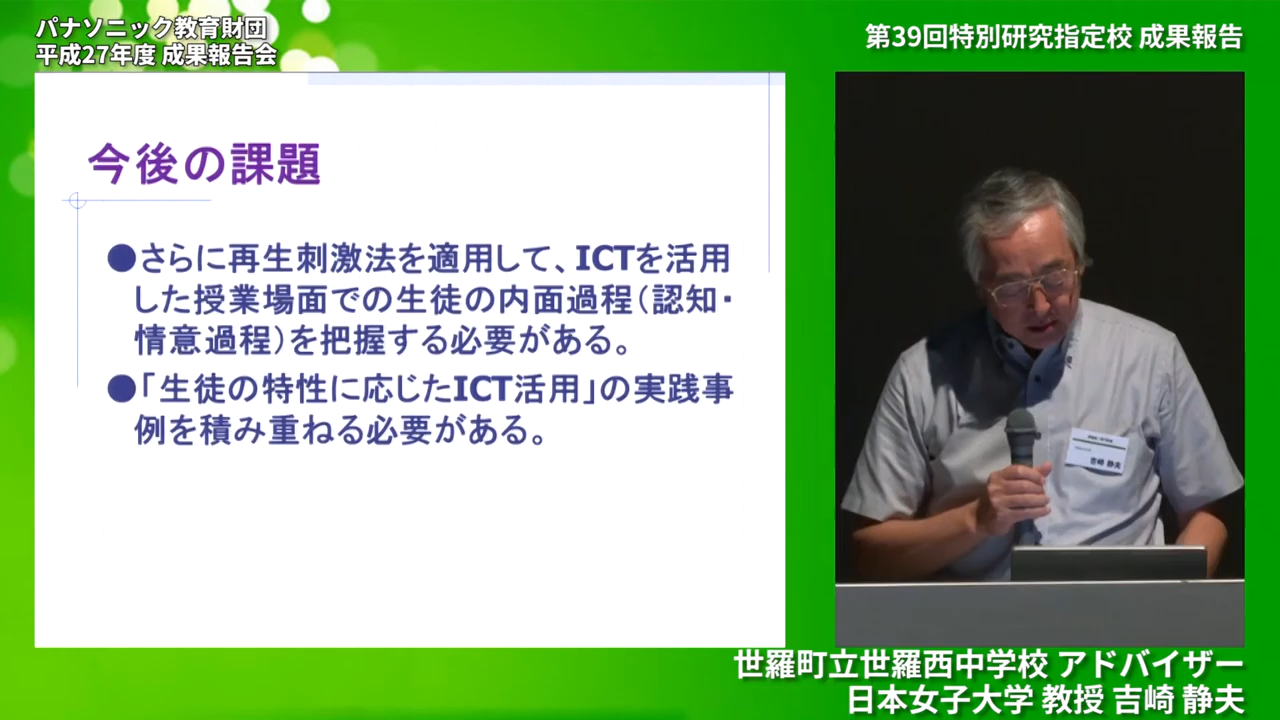 パナソニック教育財団
平成27年度 成果報告会
第39回特別研究指定校 成果報告
今後の課題
●さらに再生刺激法を適用して、ICTを活用
した授業場面での生徒の内面過程(認知・
情意過程)を把握する必要がある。
●「生徒の特性に応じたICT活用」の実践事
例を積み重ねる必要がある。
吉崎 静夫
世羅町立世羅西中学校 アドバイザー
日本女子大学 教授 吉崎 静夫